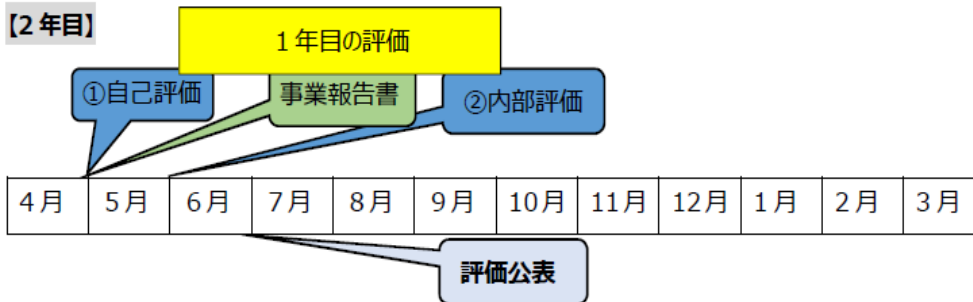 【2年目】
1年目の評価
①自己評価
事業報告書
②内部評価
4月 5月 6月 7月 8月 9月 10月 11月 12月 1月 2月 3月
評価公表